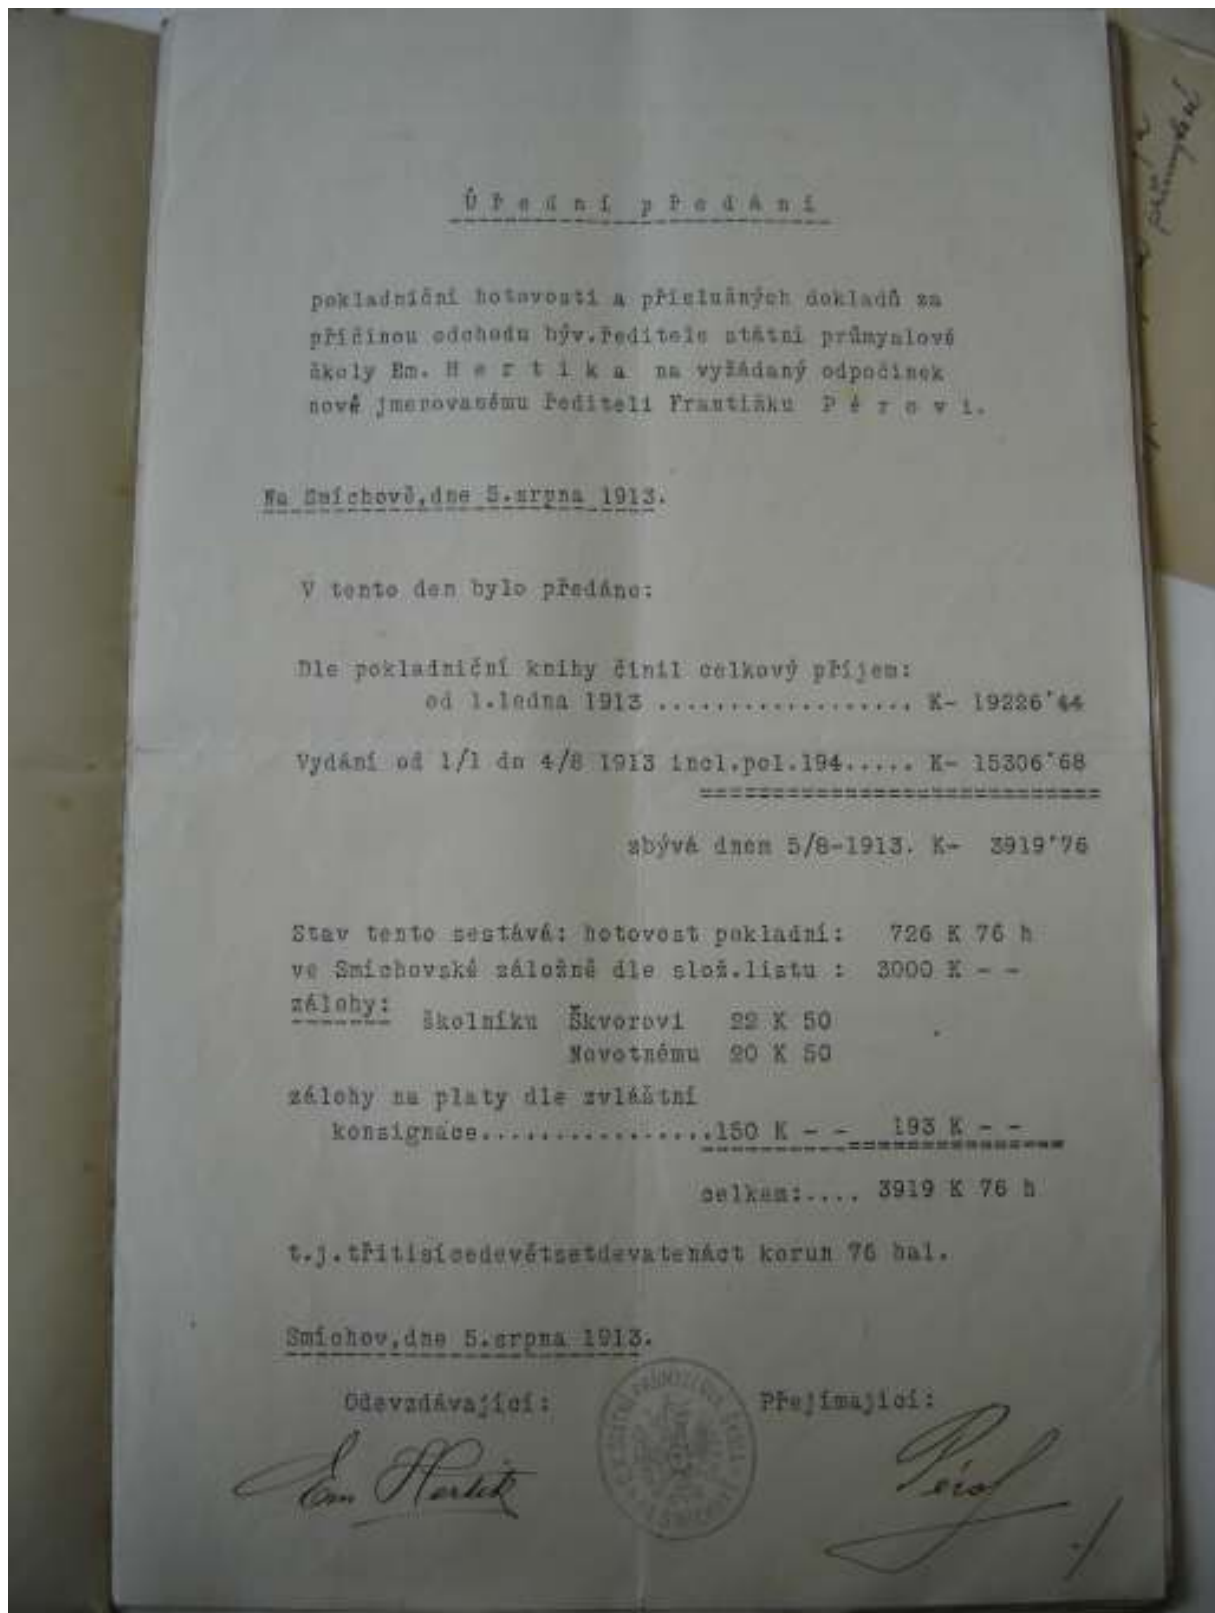 Úřední předání
pokladniční hotovosti a příslušných dokladů za
příčinou odchodu býv.ředitele státní průmyslové
školy Em. Hertika na vyžádaný odpočinek
nově jmenovanému řediteli Františku Pérovi.
Na Smíchově,dne 5.srpna 1913.
V tento den bylo předáno:
Dle pokladniční knihy činil celkový příjem:
od 1.ledna 1913 .................. K- 19226'44
Vydání od 1/1 do 4/8 1913 incl.pol.194..... K- 15306'68
zbývá dnem 5/8-1913. K- 3919'76
Stav tento sestává: hotovost pokladní: 726 K 76 h
ve Smíchovské záložně dle slož.listu : 3000 K - -
zálohy:
školníku Škvorovi 22 K 50
Novotnému 20 K 50
zálohy na platy dle zvláštní
konsignace................150 K - - 193 K - -
celkem:.... 3919 K 76 h
t.j.třitisícedevětsetdevatenáct korun 76 hal.
Smíchov,dne 5.srpna 1913.
Odevzdávající: Přejímající:
Em Hertik